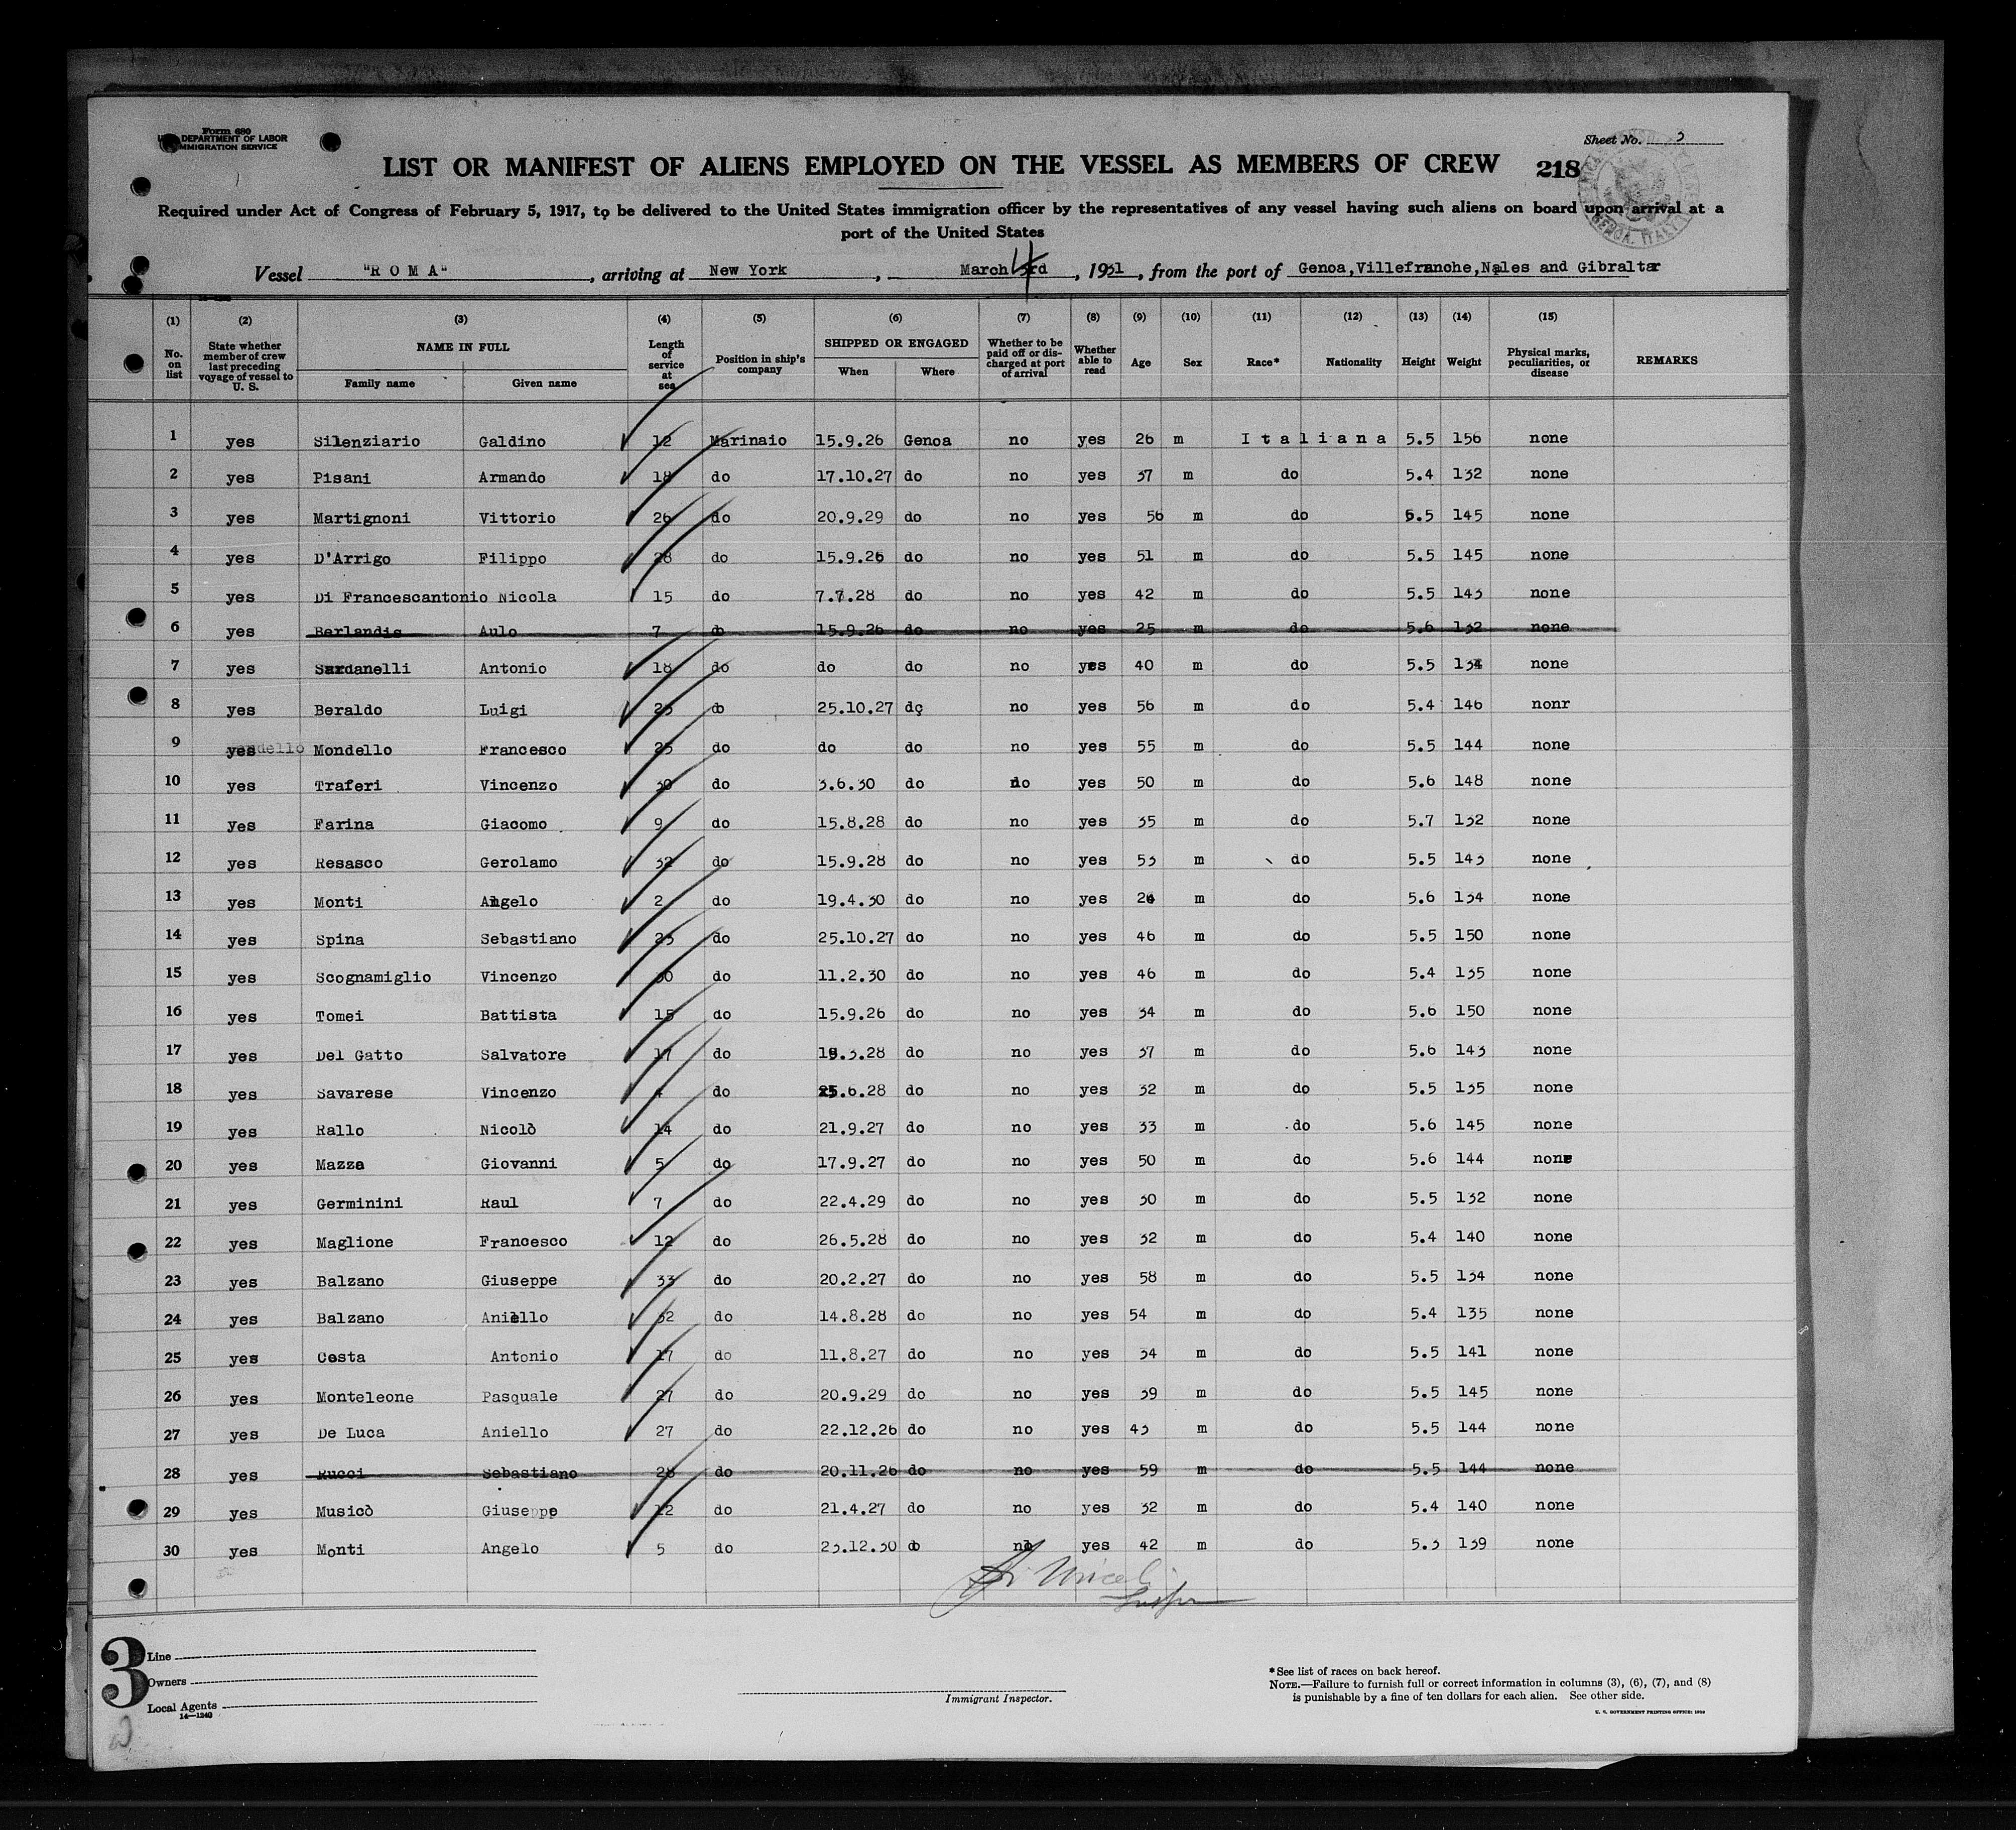 Form 680
U. S. DEPARTMENT OF LABOR
IMMIGRATION SERVICE
Sheet No. 3
LIST OR MANIFEST OF ALIENS EMPLOYED ON THE VESSEL AS MEMBERS OF CREW 218
Required under Act of Congress of February 5, 1917, to be delivered to the United States immigration officer by the representatives of any vessel having such aliens on board upon arrival at a
port of the United States
Vessel "R O M A", arriving at New York, March 4 3rd, 1931, from the port of Genoa,Villefranche,Naples and Gibraltar
(1) (2) (3) (4) (5) (6) (7) (8) (9) (10) (11) (12) (13) (14) (15)
No. on list State whether member of crew last preceding voyage of vessel to U. S. NAME IN FULL Family name Given name Length of service at sea Position in ship's company SHIPPED OR ENGAGED When Where Whether to be paid off or discharged at port of arrival Whether able to read Age Sex Race* Nationality Height Weight Physical marks, peculiarities, or disease REMARKS
1 yes Silenziario Galdino 12 Marinaio 15.9.26 Genoa no yes 26 m Italiana 5.5 156 none
2 yes Pisani Armando 18 do 17.10.27 do no yes 37 m do 5.4 132 none
3 yes Martignoni Vittorio 26 do 20.9.29 do no yes 56 m do 5.5 145 none
4 yes D'Arrigo Filippo 28 do 15.9.26 do no yes 51 m do 5.5 145 none
5 yes Di Francescantonio Nicola 15 do 7.7.28 do no yes 42 m do 5.5 143 none
6 yes Berlandis Aulo 7 do 15.9.26 do no yes 25 m do 5.6 132 none
7 yes Sardanelli Antonio 18 do do do no yes 40 m do 5.5 134 none
8 yes Beraldo Luigi 23 do 25.10.27 do no yes 56 m do 5.4 146 nonr
9 yes Mondello Francesco 25 do do do no yes 55 m do 5.5 144 none
10 yes Traferi Vincenzo 30 do 3.6.30 do no yes 50 m do 5.6 148 none
11 yes Farina Giacomo 9 do 15.8.28 do no yes 35 m do 5.7 132 none
12 yes Resasco Gerolamo 32 do 15.9.28 do no yes 53 m do 5.5 143 none
13 yes Monti Angelo 2 do 19.4.30 do no yes 26 m do 5.6 134 none
14 yes Spina Sebastiano 23 do 25.10.27 do no yes 46 m do 5.5 150 none
15 yes Scognamiglio Vincenzo 30 do 11.2.30 do no yes 46 m do 5.4 135 none
16 yes Tomei Battista 15 do 15.9.26 do no yes 34 m do 5.6 150 none
17 yes Del Gatto Salvatore 17 do 19.3.28 do no yes 37 m do 5.6 143 none
18 yes Savarese Vincenzo 4 do 25.6.28 do no yes 32 m do 5.5 135 none
19 yes Rallo Nicolò 14 do 21.9.27 do no yes 33 m do 5.6 145 none
20 yes Mazza Giovanni 5 do 17.9.27 do no yes 50 m do 5.6 144 none
21 yes Germinini Raul 7 do 22.4.29 do no yes 30 m do 5.5 132 none
22 yes Maglione Francesco 12 do 26.5.28 do no yes 32 m do 5.4 140 none
23 yes Balzano Giuseppe 33 do 20.2.27 do no yes 58 m do 5.5 134 none
24 yes Balzano Aniello 32 do 14.8.28 do no yes 54 m do 5.4 135 none
25 yes Costa Antonio 17 do 11.8.27 do no yes 34 m do 5.5 141 none
26 yes Monteleone Pasquale 27 do 20.9.29 do no yes 39 m do 5.5 145 none
27 yes De Luca Aniello 27 do 22.12.26 do no yes 43 m do 5.5 144 none
28 yes Rucci Sebastiano 28 do 20.11.26 do no yes 59 m do 5.5 144 none
29 yes Musicò Giuseppe 12 do 21.4.27 do no yes 32 m do 5.4 140 none
30 yes Monti Angelo 5 do 23.12.30 do no yes 42 m do 5.3 139 none
3
Line
Owners
Local Agents
14—1240
Immigrant Inspector.
*See list of races on back hereof.
NOTE.—Failure to furnish full or correct information in columns (3), (6), (7), and (8)
is punishable by a fine of ten dollars for each alien. See other side.
U. S. GOVERNMENT PRINTING OFFICE: 1930